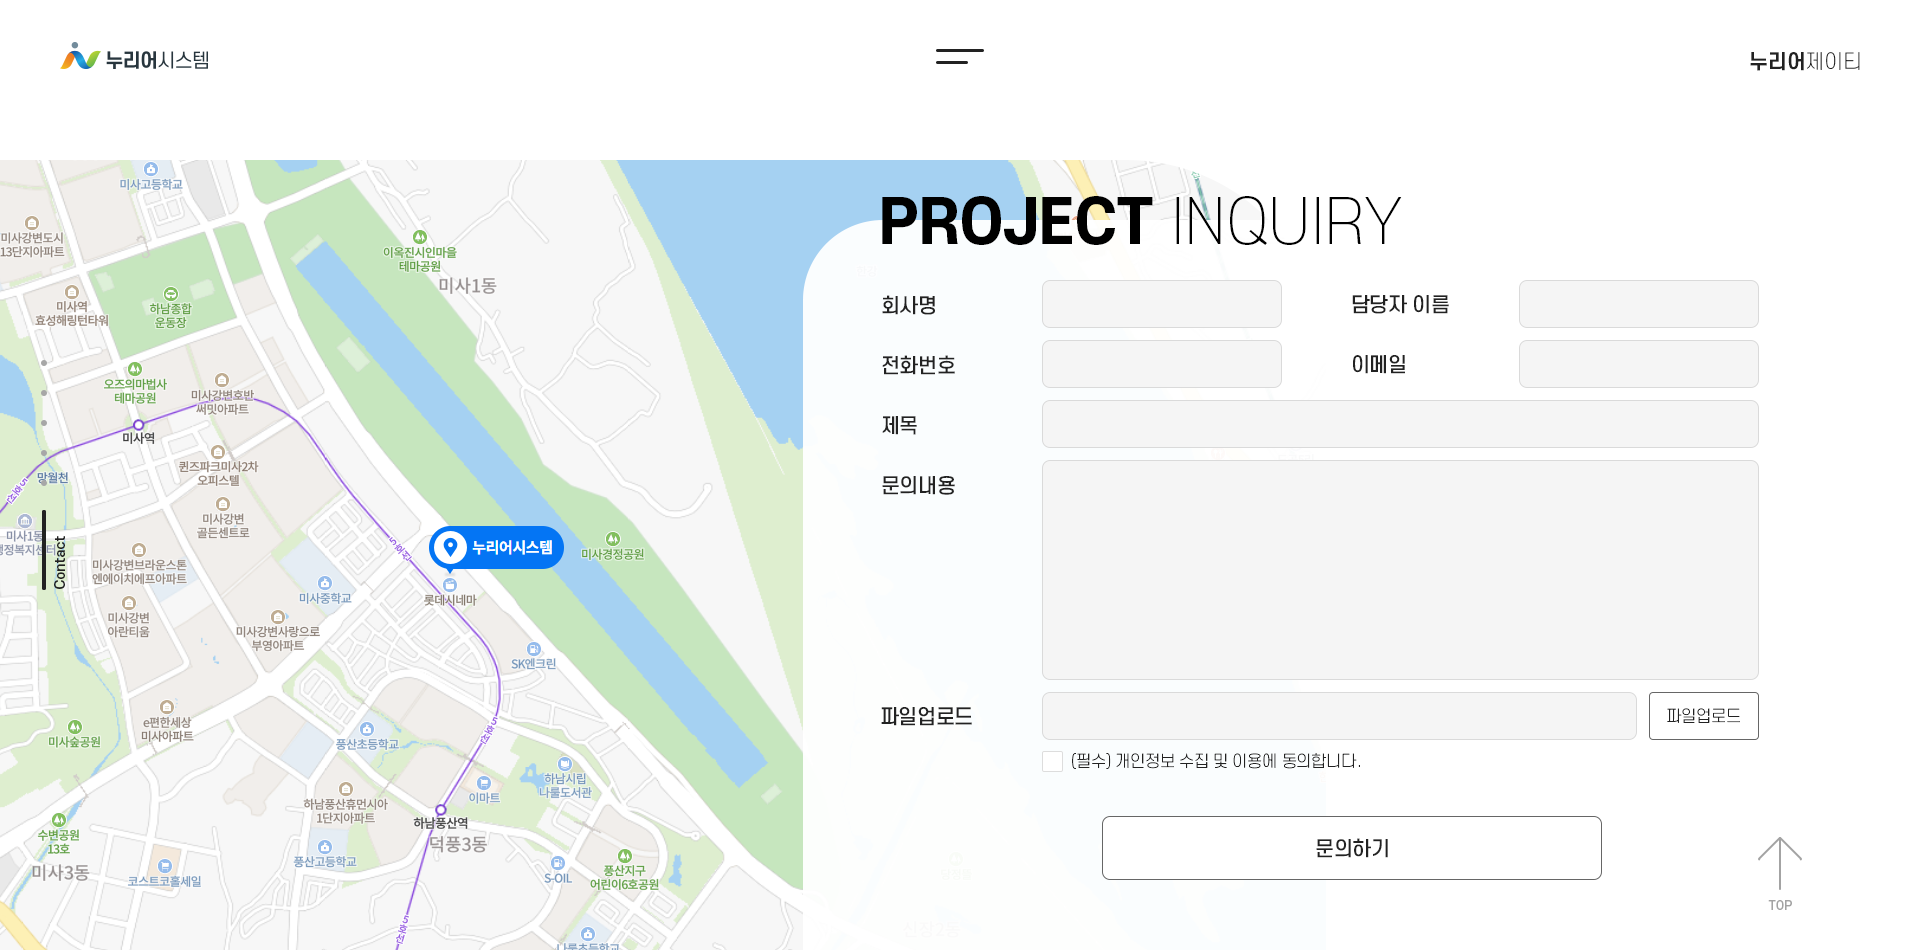 누리어시스템
누리어제이티
PROJECT INQUIRY
회사명
담당자 이름
전화번호
이메일
제목
문의내용
파일업로드
파일업로드
(필수) 개인정보 수집 및 이용에 동의합니다.
문의하기
TOP
Contact
미사고등학교
미사강변도시
13단지아파트
이옥진시인마을
테마공원
미사1동
미사역
효성해링턴타워
하남종합
운동장
오즈의마법사
테마공원
미사강변호반
써밋아파트
미사역
퀸즈파크미사2차
오피스텔
망월천
5호선
미사강변
골든센트로
미사1동
행정복지센터
누리어시스템
미사경정공원
5호선
미사강변브라운스톤
엔에이치에프아파트
미사중학교
롯데시네마
미사강변
아란티움
미사강변사랑으로
부영아파트
SK엔크린
e편한세상
미사아파트
미사숲공원
풍산초등학교
5호선
하남시립
나룰도서관
이마트
하남풍산휴먼시아
1단지아파트
하남풍산역
덕풍3동
수변공원
13호
풍산고등학교
미사3동
코스트코홀세일
S-OIL
풍산지구
어린이6호공원
5호선
나룰초등학교